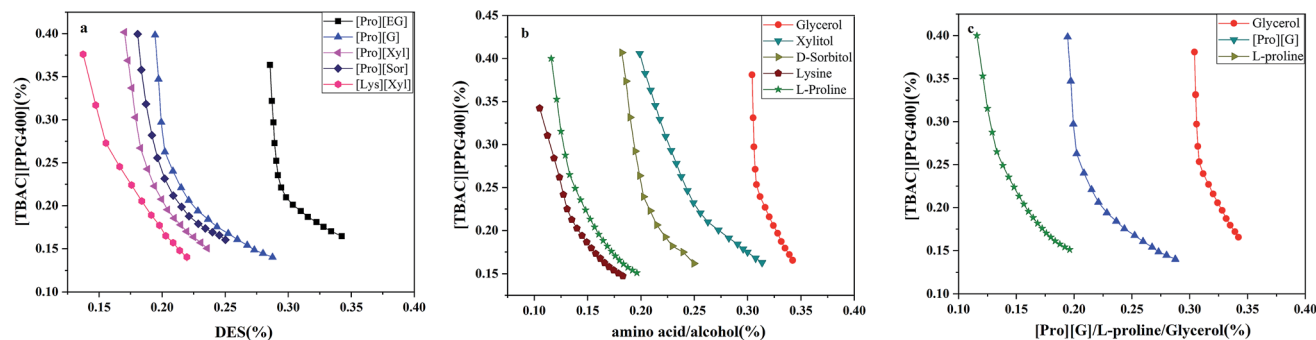 a
[Pro][EG]
[Pro][G]
[Pro][Xyl]
[Pro][Sor]
[Lys][Xyl]
[TBAC][PPG400](%)
0.40
0.35
0.30
0.25
0.20
0.15
0.10
0.15 0.20 0.25 0.30 0.35 0.40
DES(%)
b
Glycerol
Xylitol
D-Sorbitol
Lysine
L-Proline
[TBAC][PPG400](%)
0.45
0.40
0.35
0.30
0.25
0.20
0.15
0.10 0.15 0.20 0.25 0.30 0.35 0.40
amino acid/alcohol(%)
c
Glycerol
[Pro][G]
L-proline
[TBAC][PPG400](%)
0.40
0.35
0.30
0.25
0.20
0.15
0.10
0.10 0.15 0.20 0.25 0.30 0.35 0.40
[Pro][G]/L-proline/Glycerol(%)